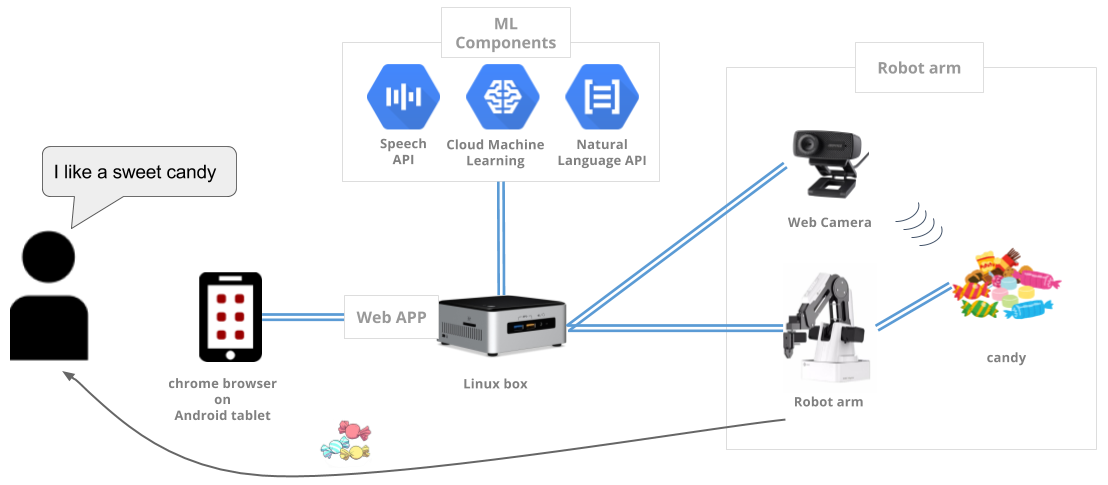 ML
Components
Speech
API
Cloud Machine
Learning
Natural
Language API
Robot arm
I like a sweet candy
Web Camera
Web APP
chrome browser
on
Android tablet
Linux box
Robot arm
candy